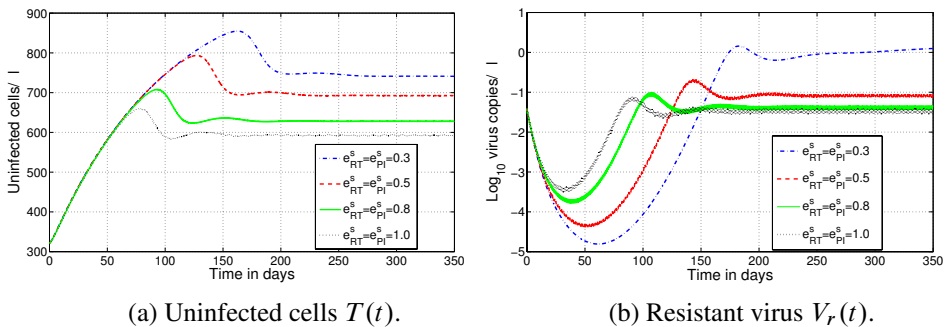 Uninfected cells/ l
900
800
700
600
500
400
300
0 50 100 150 200 250 300 350
Time in days
e^s_RT=e^s_PI=0.3
e^s_RT=e^s_PI=0.5
e^s_RT=e^s_PI=0.8
e^s_RT=e^s_PI=1.0
(a) Uninfected cells T(t).
Log10 virus copies/ l
1
0
−1
−2
−3
−4
−5
0 50 100 150 200 250 300 350
Time in days
e^s_RT=e^s_PI=0.3
e^s_RT=e^s_PI=0.5
e^s_RT=e^s_PI=0.8
e^s_RT=e^s_PI=1.0
(b) Resistant virus V_r(t).